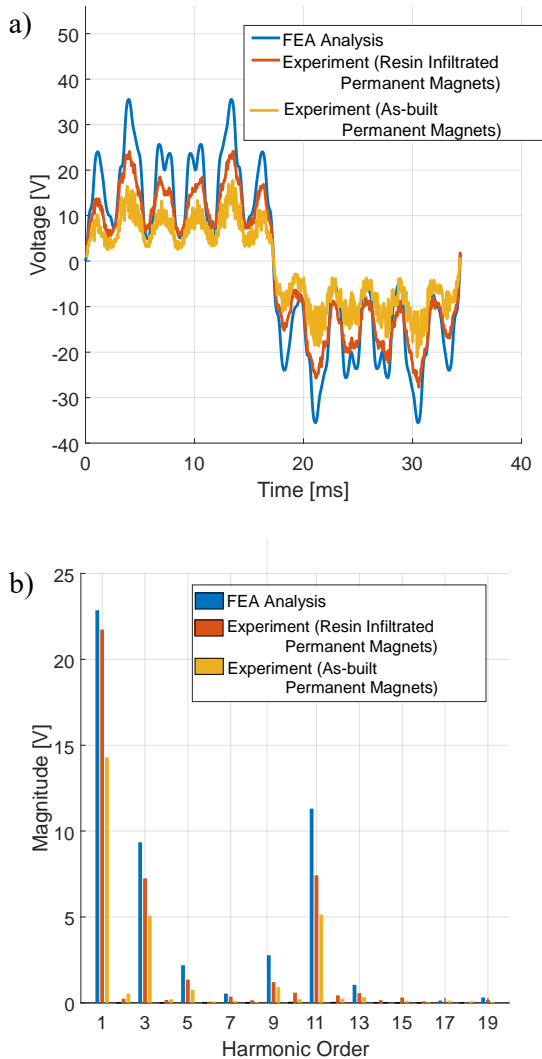 a)
50
40
30
20
10
0
-10
-20
-30
-40
Voltage [V]
FEA Analysis
Experiment (Resin Infiltrated
Permanent Magnets)
Experiment (As-built
Permanent Magnets)
0 10 20 30 40
Time [ms]
b)
25
20
15
10
5
0
Magnitude [V]
FEA Analysis
Experiment (Resin Infiltrated
Permanent Magnets)
Experiment (As-built
Permanent Magnets)
1 3 5 7 9 11 13 15 17 19
Harmonic Order